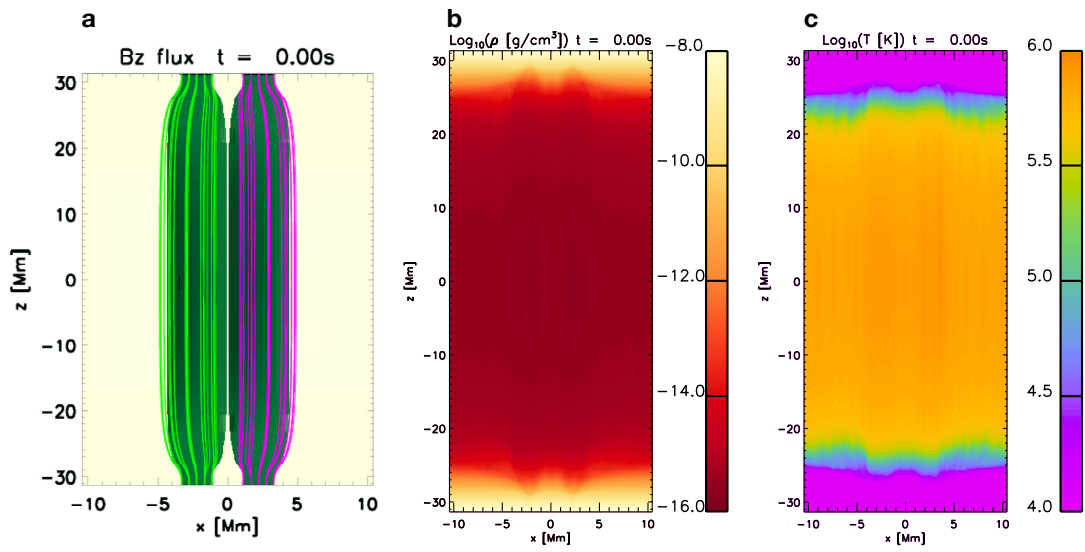 a
b
c
Bz flux t = 0.00s
Log10(ρ [g/cm3]) t = 0.00s
Log10(T [K]) t = 0.00s
30
20
10
0
−10
−20
−30
z [Mm]
−10 −5 0 5 10
x [Mm]
30
20
10
0
−10
−20
−30
z [Mm]
−10 −5 0 5 10
x [Mm]
−8.0
−10.0
−12.0
−14.0
−16.0
30
20
10
0
−10
−20
−30
z [Mm]
−10 −5 0 5 10
x [Mm]
6.0
5.5
5.0
4.5
4.0